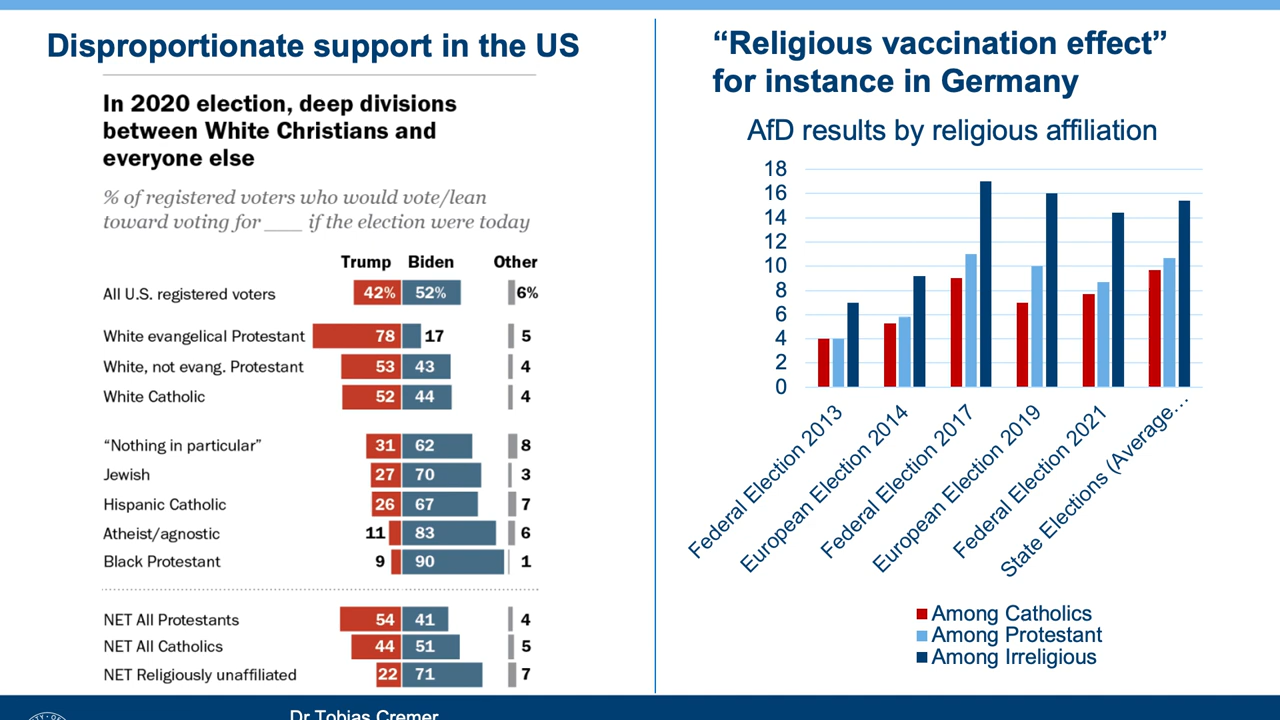 Disproportionate support in the US
In 2020 election, deep divisions
between White Christians and
everyone else
% of registered voters who would vote/lean
toward voting for ___ if the election were today
Trump Biden Other
All U.S. registered voters 42% 52% 6%
White evangelical Protestant 78 17 5
White, not evang. Protestant 53 43 4
White Catholic 52 44 4
“Nothing in particular” 31 62 8
Jewish 27 70 3
Hispanic Catholic 26 67 7
Atheist/agnostic 11 83 6
Black Protestant 9 90 1
NET All Protestants 54 41 4
NET All Catholics 44 51 5
NET Religiously unaffiliated 22 71 7
“Religious vaccination effect”
for instance in Germany
AfD results by religious affiliation
18
16
14
12
10
8
6
4
2
0
Federal Election 2013
European Election 2014
Federal Election 2017
European Election 2019
Federal Election 2021
State Elections (Average…
Among Catholics
Among Protestant
Among Irreligious
Dr Tobias Cremer